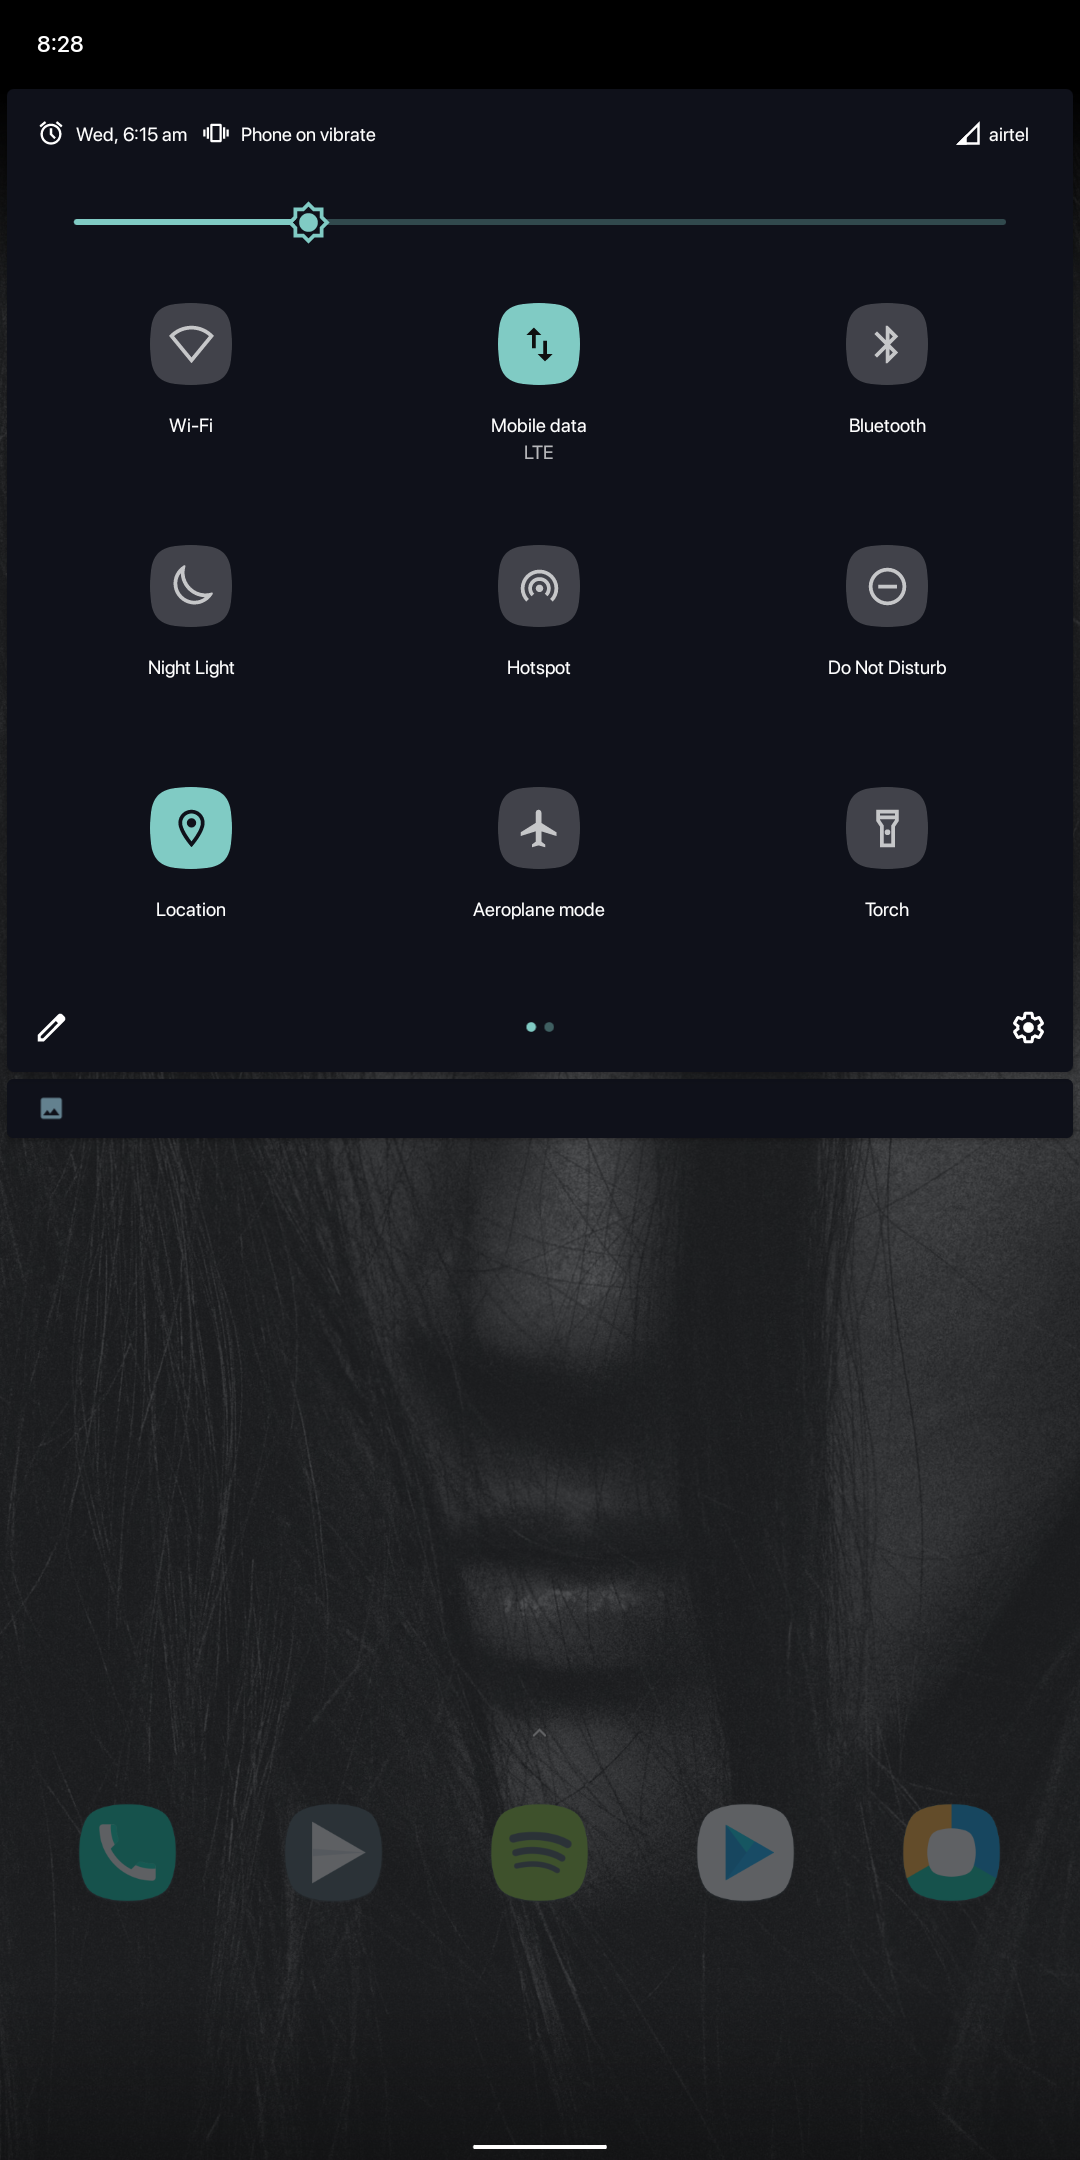 8:28
Wed, 6:15 am Phone on vibrate airtel
Wi-Fi Mobile data Bluetooth
LTE
Night Light Hotspot Do Not Disturb
Location Aeroplane mode Torch